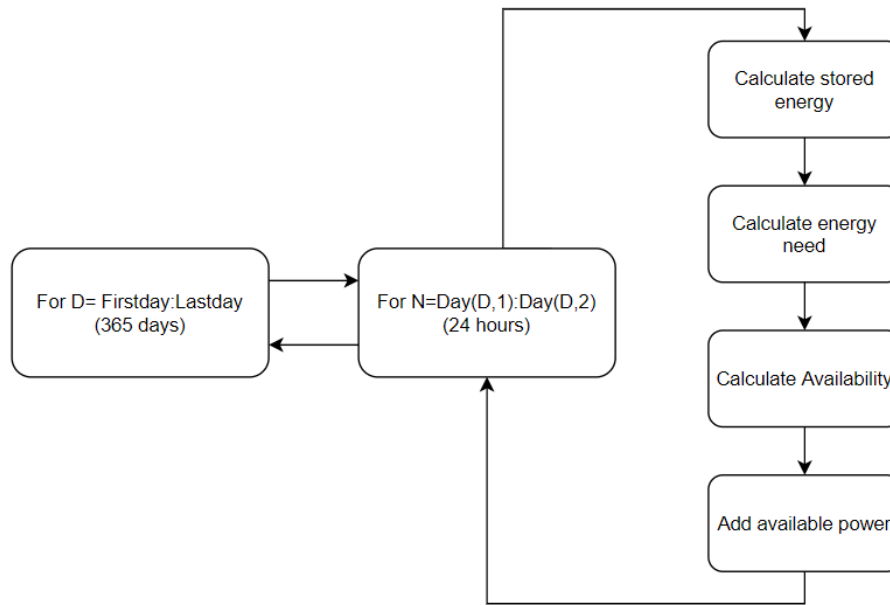 For D= Firstday:Lastday
(365 days)
For N=Day(D,1):Day(D,2)
(24 hours)
Calculate stored
energy
Calculate energy
need
Calculate Availability
Add available power